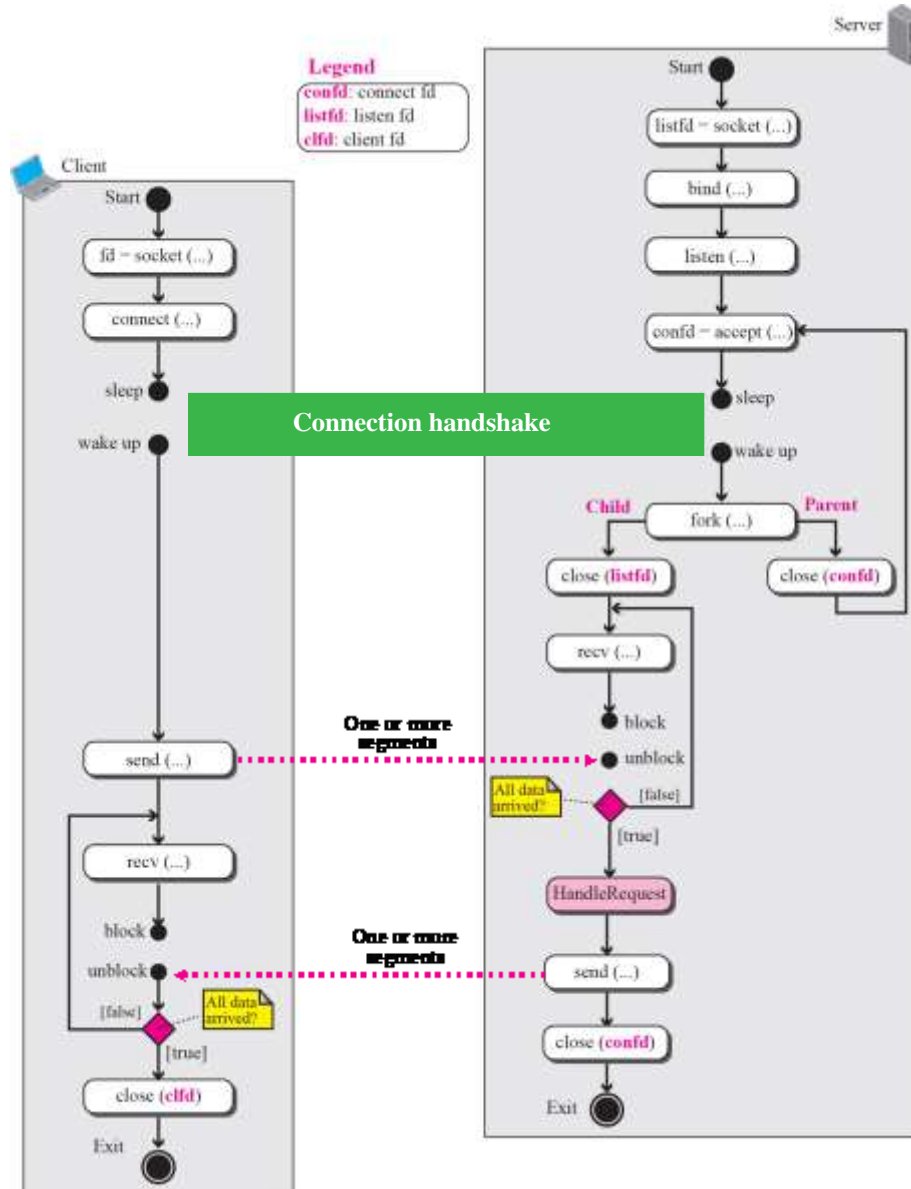 Server
Legend
confd: connect fd
listfd: listen fd
clfd: client fd
Start
listfd = socket (...)
bind (...)
listen (...)
confd = accept (...)
sleep
wake up
fork (...)
Child
Parent
close (listfd)
close (confd)
recv (...)
block
unblock
All data
arrived?
[false]
[true]
HandleRequest
send (...)
close (confd)
Exit
Client
Start
fd = socket (...)
connect (...)
sleep
Connection handshake
wake up
One or more
segments
send (...)
recv (...)
block
One or more
segments
unblock
All data
arrived?
[false]
[true]
close (clfd)
Exit